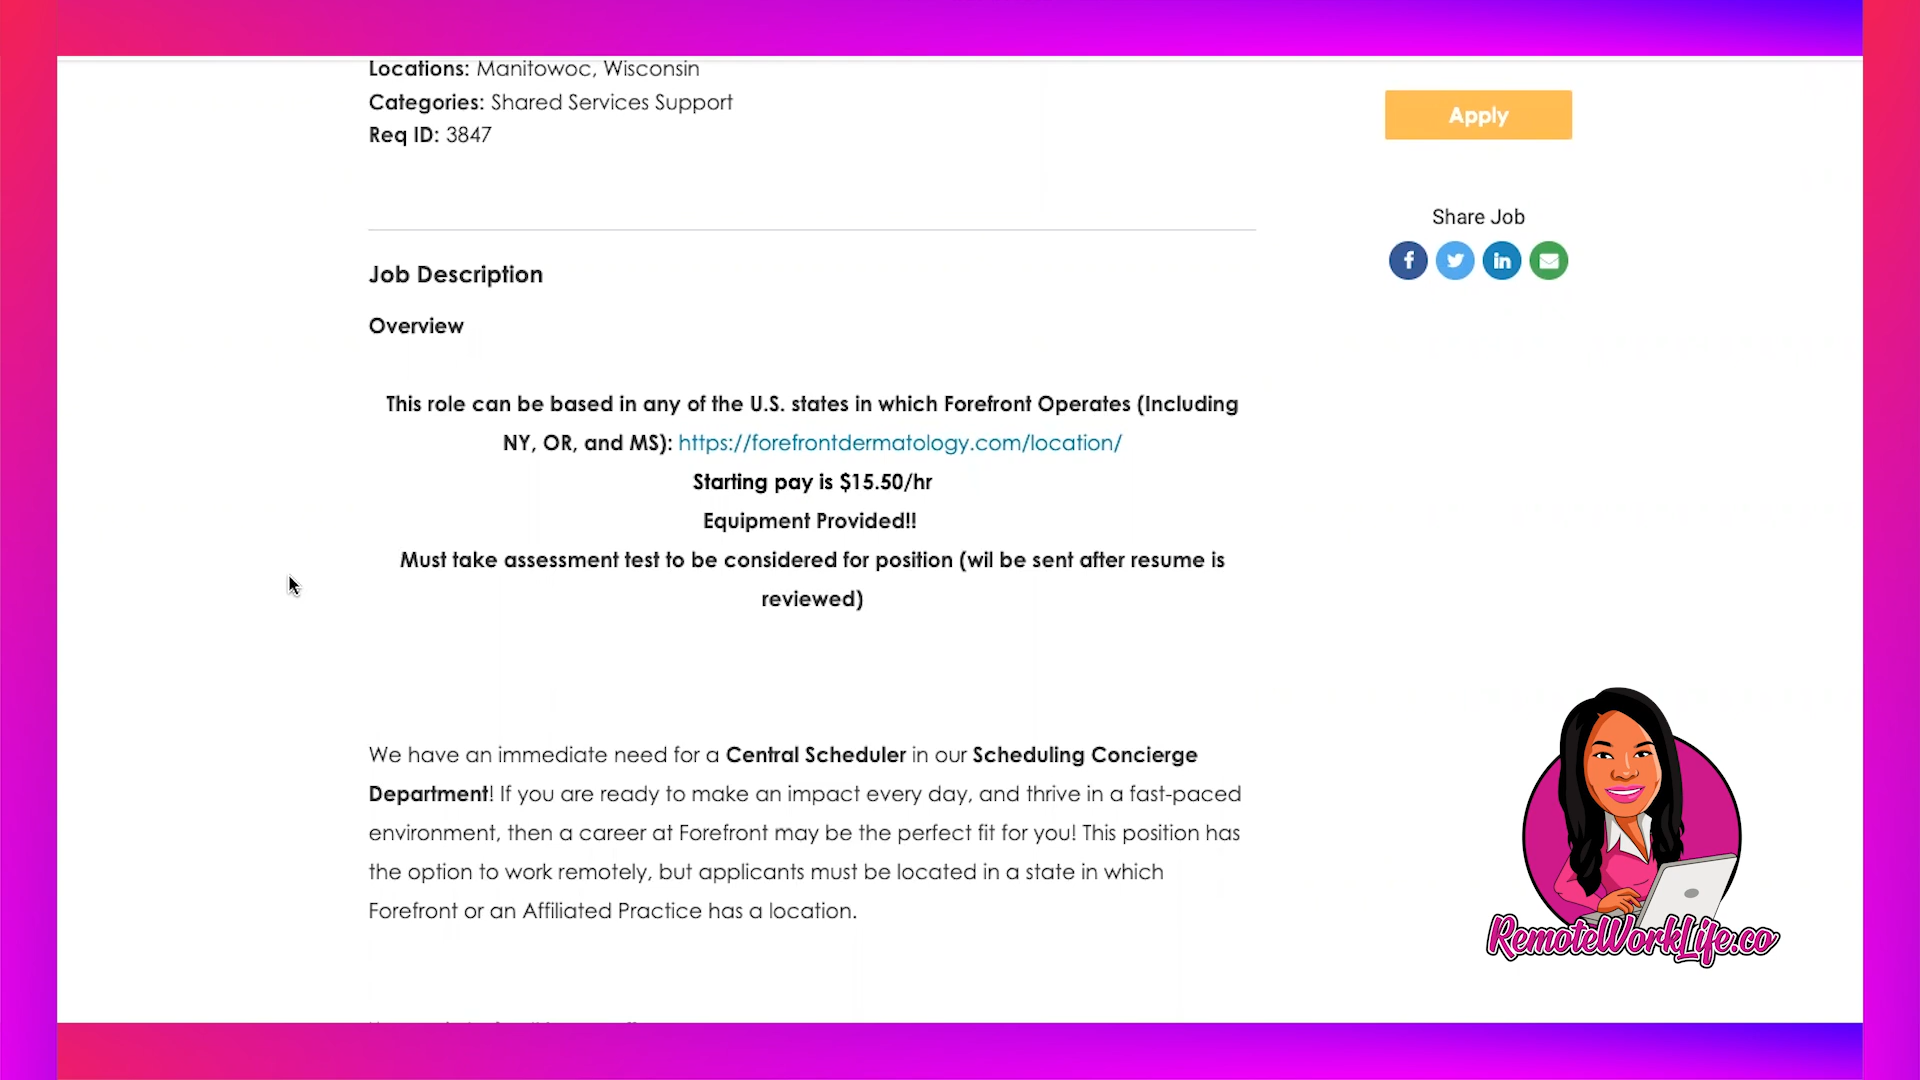 Locations: Manitowoc, Wisconsin
Categories: Shared Services Support
Req ID: 3847
Apply
Share Job
Job Description
Overview
This role can be based in any of the U.S. states in which Forefront Operates (Including
NY, OR, and MS): https://forefrontdermatology.com/location/
Starting pay is $15.50/hr
Equipment Provided!!
Must take assessment test to be considered for position (wil be sent after resume is
reviewed)
We have an immediate need for a Central Scheduler in our Scheduling Concierge
Department! If you are ready to make an impact every day, and thrive in a fast-paced
environment, then a career at Forefront may be the perfect fit for you! This position has
the option to work remotely, but applicants must be located in a state in which
Forefront or an Affiliated Practice has a location.
RemoteWorkLife.co